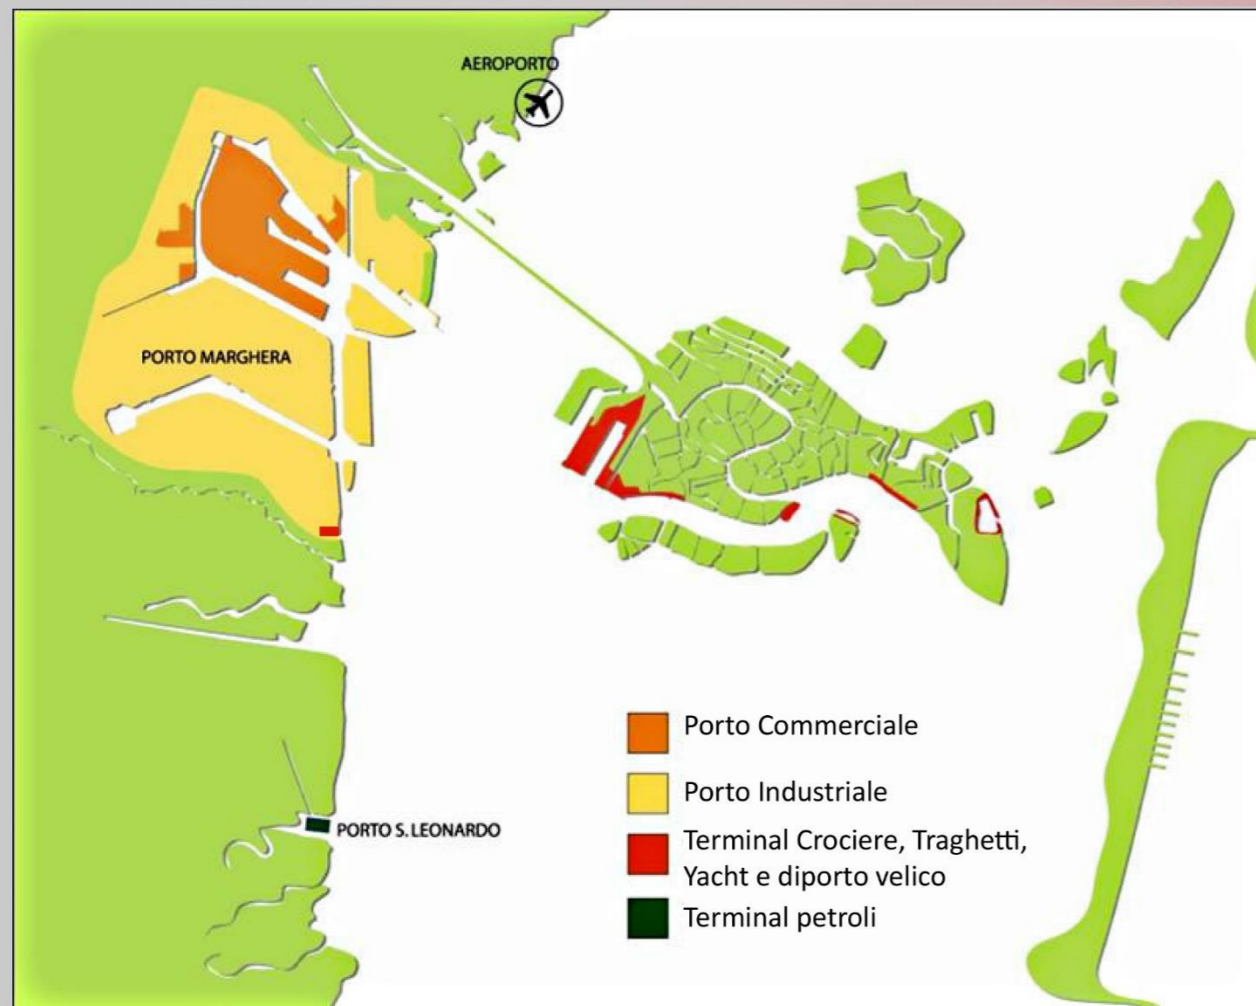 AEROPORTO
PORTO MARGHERA
Porto Commerciale
Porto Industriale
Terminal Crociere, Traghetti,
Yacht e diporto velico
PORTO S. LEONARDO
Terminal petroli